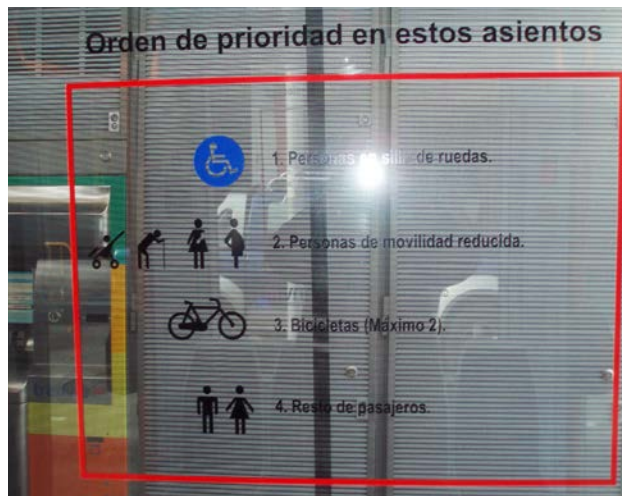 Orden de prioridad en estos asientos
1. Personas en silla de ruedas.
2. Personas de movilidad reducida.
3. Bicicletas (Máximo 2).
4. Resto de pasajeros.